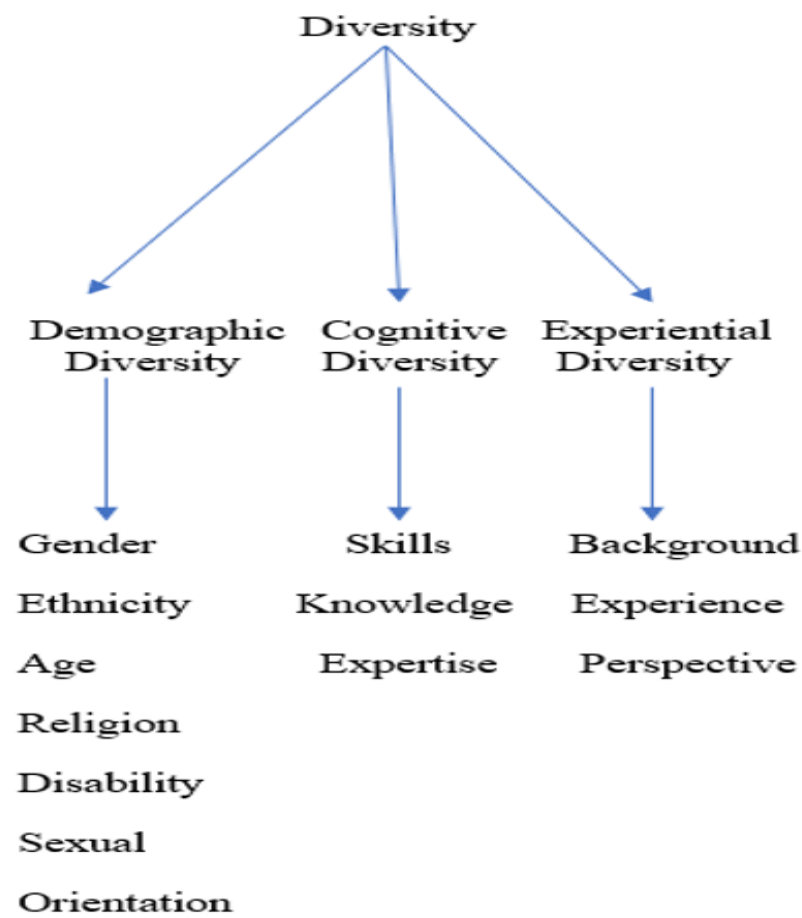 Diversity
Demographic Diversity
Cognitive Diversity
Experiential Diversity
Gender
Ethnicity
Age
Religion
Disability
Sexual
Orientation
Skills
Knowledge
Expertise
Background
Experience
Perspective